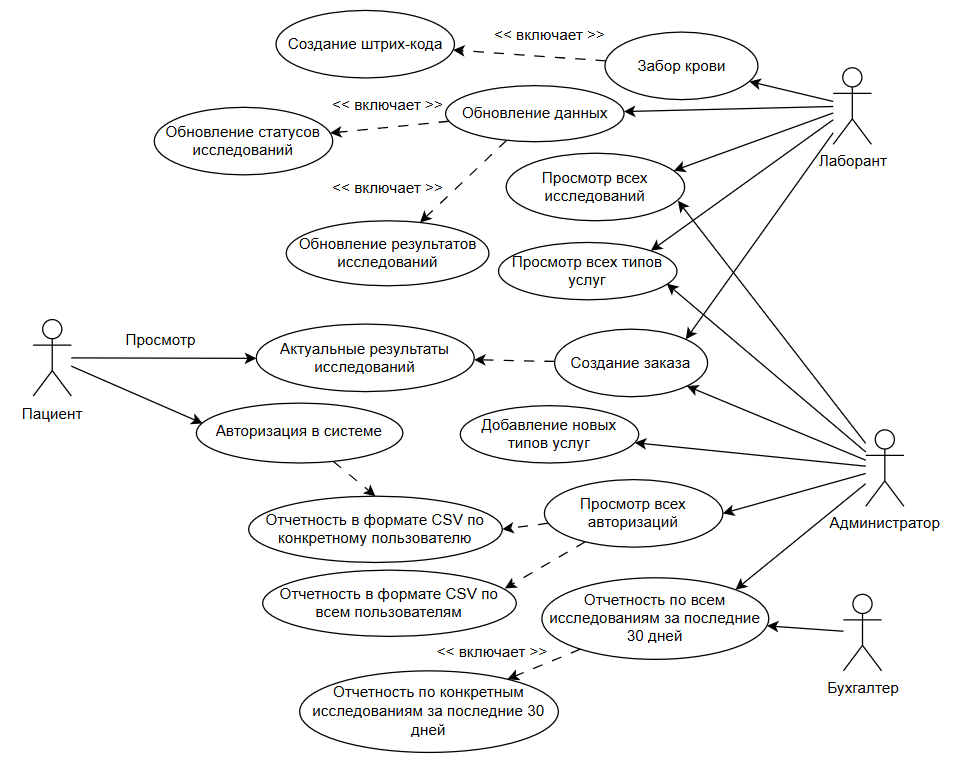 << включает >>
Создание штрих-кода
Забор крови
<< включает >>
Обновление данных
Обновление статусов
исследований
Лаборант
Просмотр всех
исследований
<< включает >>
Обновление результатов
исследований
Просмотр всех типов
услуг
Просмотр
Актуальные результаты
исследований
Создание заказа
Пациент
Авторизация в системе
Добавление новых
типов услуг
Просмотр всех
авторизаций
Администратор
Отчетность в формате CSV по
конкретному пользователю
Отчетность в формате CSV по
всем пользователям
Отчетность по всем
исследованиям за последние
30 дней
<< включает >>
Бухгалтер
Отчетность по конкретным
исследованиям за последние 30
дней